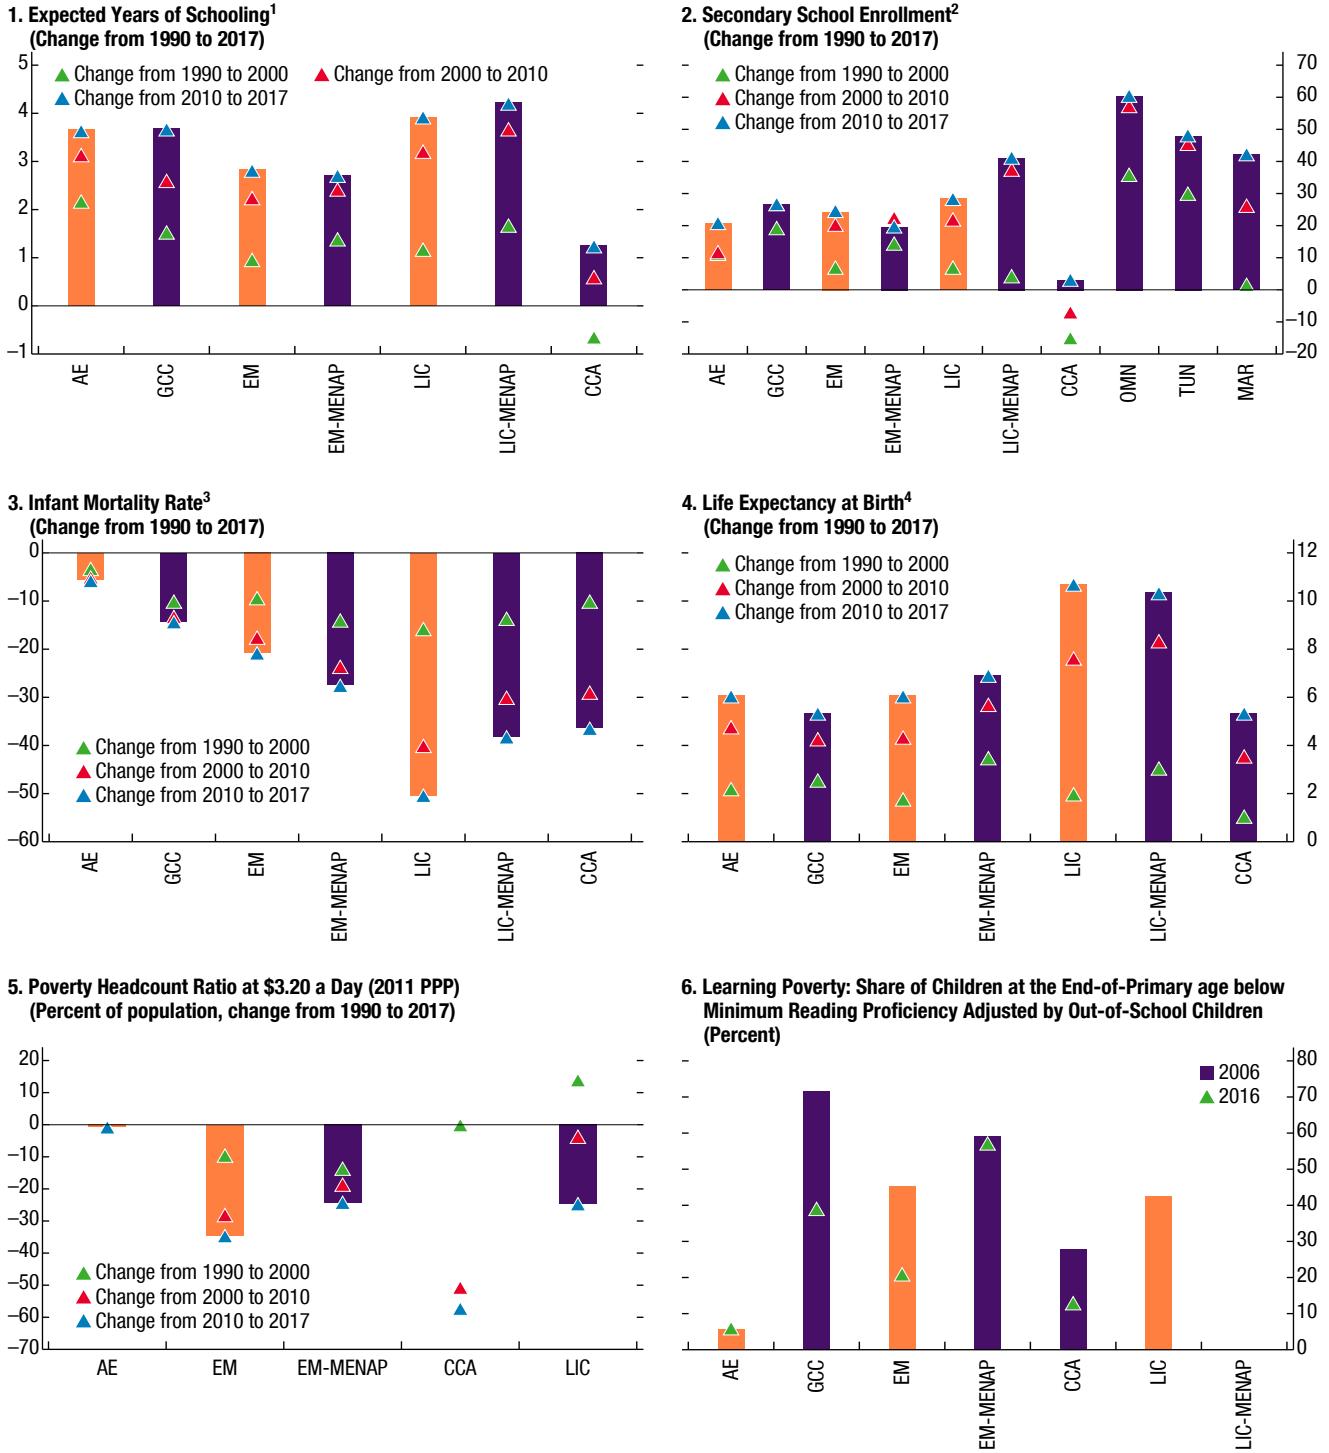 1. Expected Years of Schooling1
(Change from 1990 to 2017)
Change from 1990 to 2000
Change from 2000 to 2010
Change from 2010 to 2017
5
4
3
2
1
0
–1
AE
GCC
EM
EM-MENAP
LIC
LIC-MENAP
CCA
2. Secondary School Enrollment2
(Change from 1990 to 2017)
Change from 1990 to 2000
Change from 2000 to 2010
Change from 2010 to 2017
70
60
50
40
30
20
10
0
–10
–20
AE
GCC
EM
EM-MENAP
LIC
LIC-MENAP
CCA
OMN
TUN
MAR
3. Infant Mortality Rate3
(Change from 1990 to 2017)
0
–10
–20
–30
–40
–50
–60
Change from 1990 to 2000
Change from 2000 to 2010
Change from 2010 to 2017
AE
GCC
EM
EM-MENAP
LIC
LIC-MENAP
CCA
4. Life Expectancy at Birth4
(Change from 1990 to 2017)
Change from 1990 to 2000
Change from 2000 to 2010
Change from 2010 to 2017
12
10
8
6
4
2
0
AE
GCC
EM
EM-MENAP
LIC
LIC-MENAP
CCA
5. Poverty Headcount Ratio at $3.20 a Day (2011 PPP)
(Percent of population, change from 1990 to 2017)
20
10
0
–10
–20
–30
–40
–50
–60
–70
Change from 1990 to 2000
Change from 2000 to 2010
Change from 2010 to 2017
AE
EM
EM-MENAP
CCA
LIC
6. Learning Poverty: Share of Children at the End-of-Primary age below
Minimum Reading Proficiency Adjusted by Out-of-School Children
(Percent)
2006
2016
80
70
60
50
40
30
20
10
0
AE
GCC
EM
EM-MENAP
CCA
LIC
LIC-MENAP